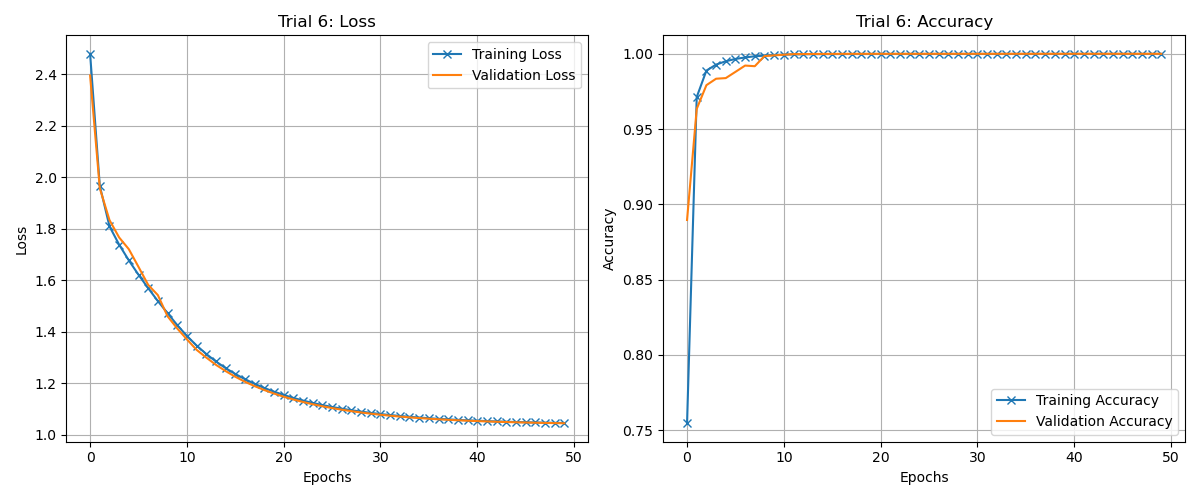 Trial 6: Loss
Training Loss
Validation Loss
2.4
2.2
2.0
1.8
1.6
1.4
1.2
1.0
Loss
0 10 20 30 40 50
Epochs
Trial 6: Accuracy
1.00
0.95
0.90
0.85
0.80
0.75
Accuracy
Training Accuracy
Validation Accuracy
0 10 20 30 40 50
Epochs